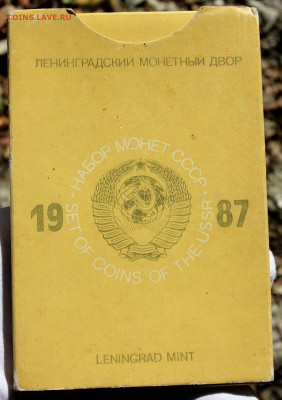 COINS.LAVE.RU
ЛЕНИНГРАДСКИЙ МОНЕТНЫЙ ДВОР
· НАБОР МОНЕТ СССР ·
19 87
SET OF COINS OF THE USSR
LENINGRAD MINT